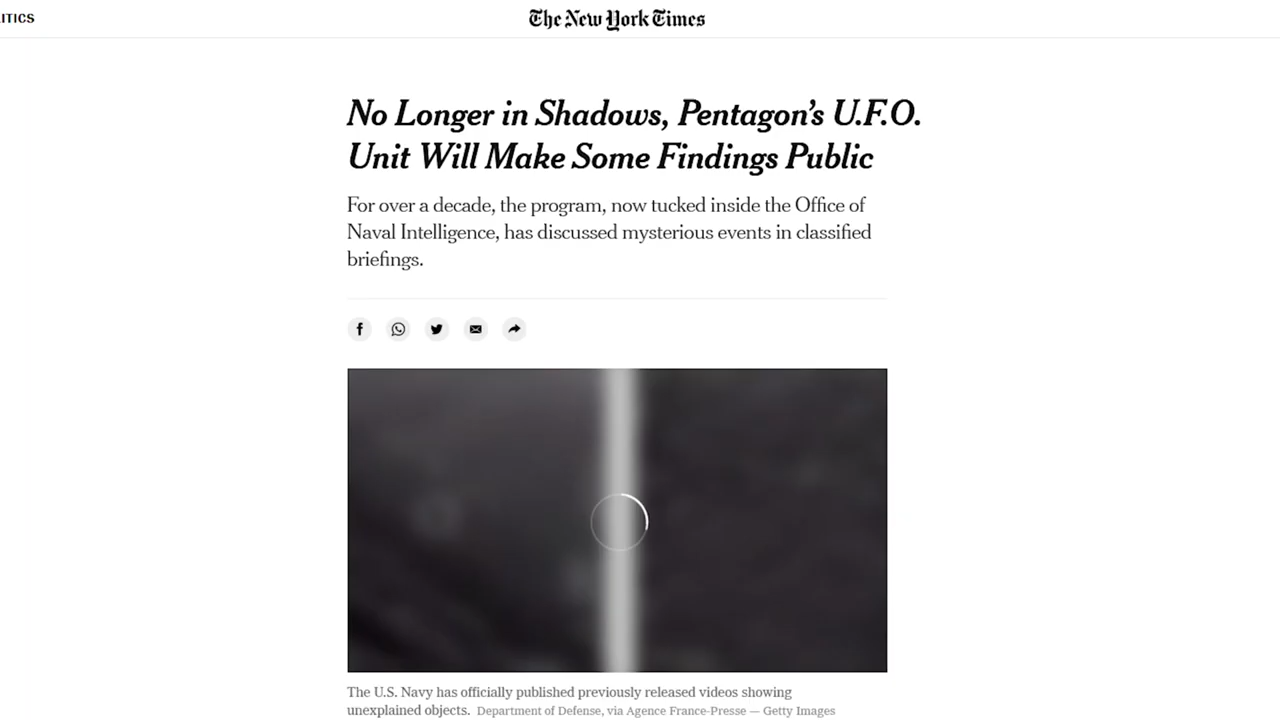 ITICS
The New York Times
No Longer in Shadows, Pentagon's U.F.O.
Unit Will Make Some Findings Public
For over a decade, the program, now tucked inside the Office of
Naval Intelligence, has discussed mysterious events in classified
briefings.
The U.S. Navy has officially published previously released videos showing
unexplained objects. Department of Defense, via Agence France-Presse — Getty Images